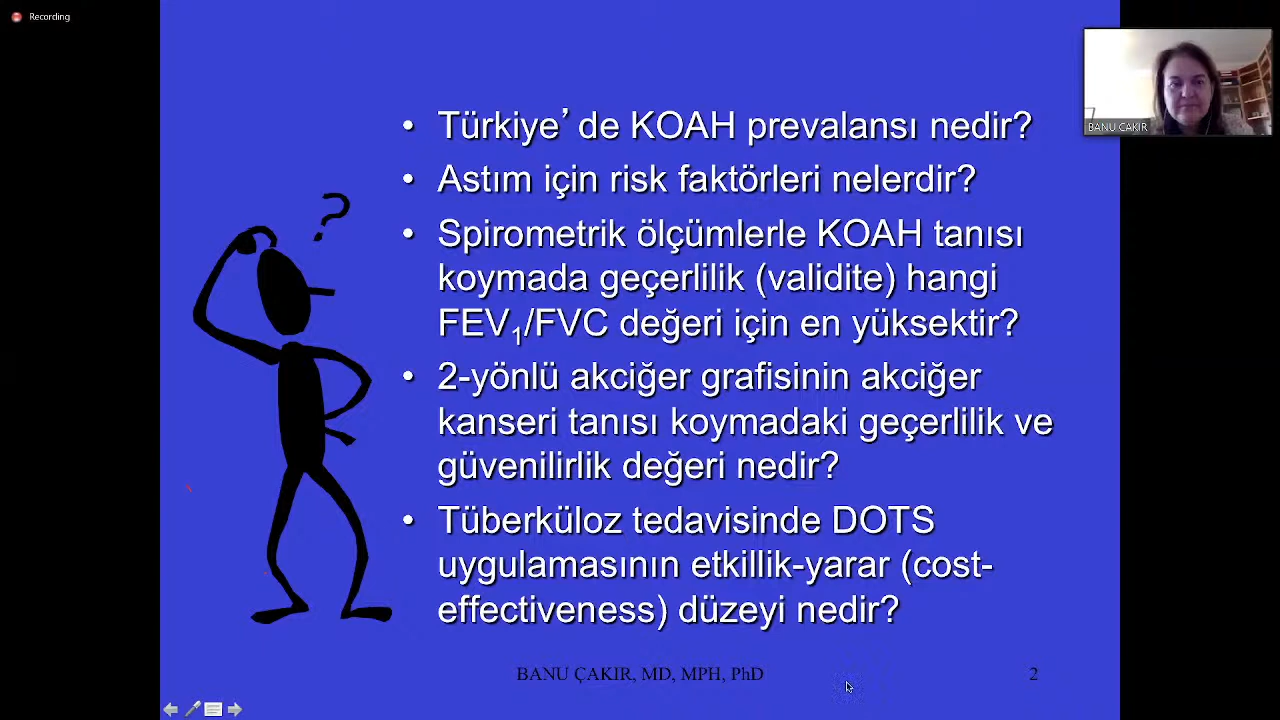 Recording
BANU ÇAKIR
?
• Türkiye’de KOAH prevalansı nedir?
• Astım için risk faktörleri nelerdir?
• Spirometrik ölçümlerle KOAH tanısı
koymada geçerlilik (validite) hangi
FEV₁/FVC değeri için en yüksektir?
• 2-yönlü akciğer grafisinin akciğer
kanseri tanısı koymadaki geçerlilik ve
güvenilirlik değeri nedir?
• Tüberküloz tedavisinde DOTS
uygulamasının etkillik-yarar (cost-
effectiveness) düzeyi nedir?
BANU ÇAKIR, MD, MPH, PhD
2